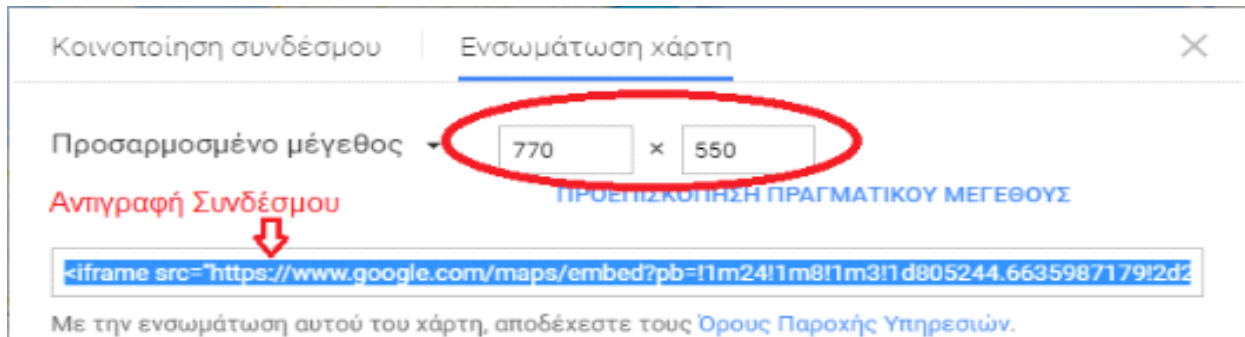 Κοινοποίηση συνδέσμου Ενσωμάτωση χάρτη
Προσαρμοσμένο μέγεθος 770 × 550
ΠΡΟΕΠΙΣΚΟΠΗΣΗ ΠΡΑΓΜΑΤΙΚΟΥ ΜΕΓΕΘΟΥΣ
Αντιγραφή Συνδέσμου
<iframe src="https://www.google.com/maps/embed?pb=!1m24!1m8!1m3!1d805244.6635987179!2d2
Με την ενσωμάτωση αυτού του χάρτη, αποδέχεστε τους Όρους Παροχής Υπηρεσιών.